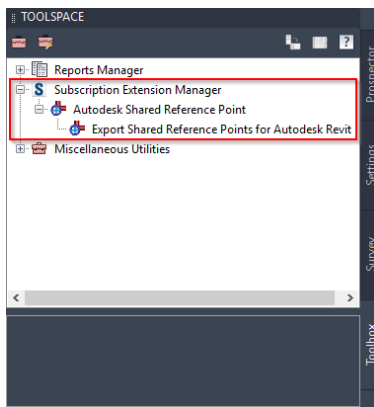 TOOLSPACE
Reports Manager
Subscription Extension Manager
Autodesk Shared Reference Point
Export Shared Reference Points for Autodesk Revit
Miscellaneous Utilities
Prospector
Settings
Survey
Toolbox